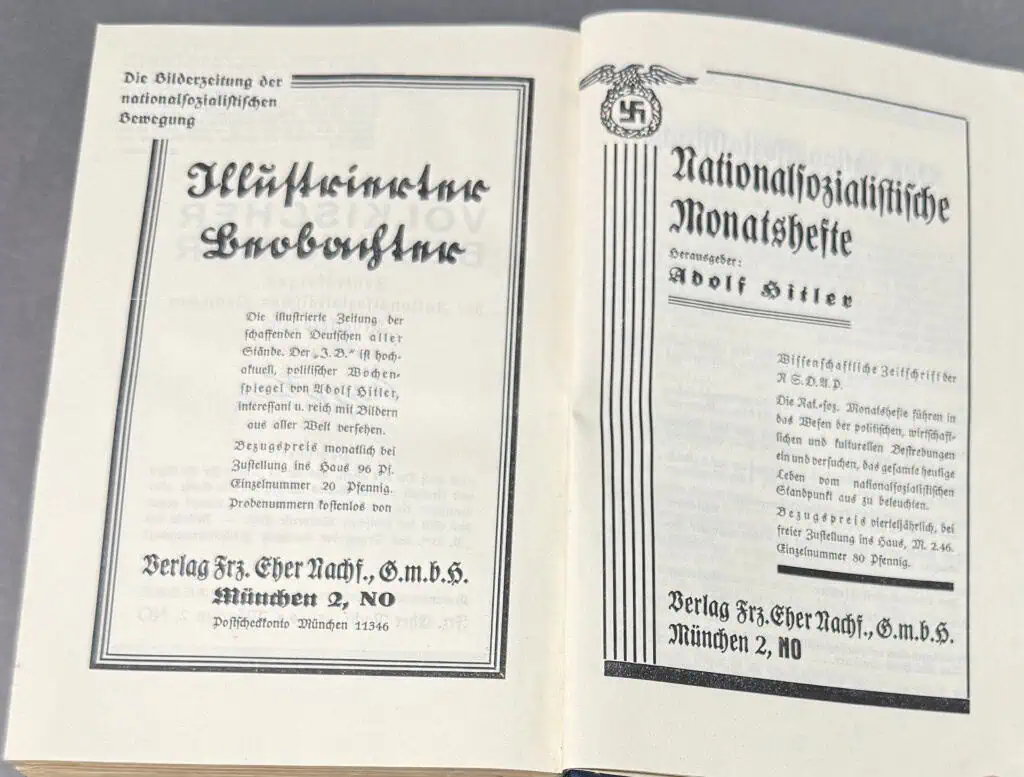 Die Bilderzeitung der
nationalsozialistischen
Bewegung
Illustrierter
Beobachter
Die illustrierte Zeitung der
schaffenden Deutschen aller
Stände. Der „J. B.“ ist hoch-
aktuell, politischer Wochen-
spiegel von Adolf Hitler,
interessant u. reich mit Bildern
aus aller Welt versehen.
Bezugspreis monatlich bei
Zustellung ins Haus 96 Pf.
Einzelnummer 20 Pfennig.
Probenummern kostenlos von
Verlag Frz. Eher Nachf., G.m.b.H.
München 2, NO
Postscheckkonto München 11346
Nationalsozialistische
Monatshefte
Herausgeber:
Adolf Hitler
Wissenschaftliche Zeitschrift der
N S. D. A. P.
Die Nat.-soz. Monatshefte führen in
das Wesen der politischen, wirtschaft-
lichen und kulturellen Bestrebungen
ein und versuchen, das gesamte heutige
Leben vom nationalsozialistischen
Standpunkt aus zu beleuchten.
Bezugspreis vierteljährlich, bei
freier Zustellung ins Haus, M. 2.46.
Einzelnummer 80 Pfennig.
Verlag Frz. Eher Nachf., G.m.b.H.
München 2, NO